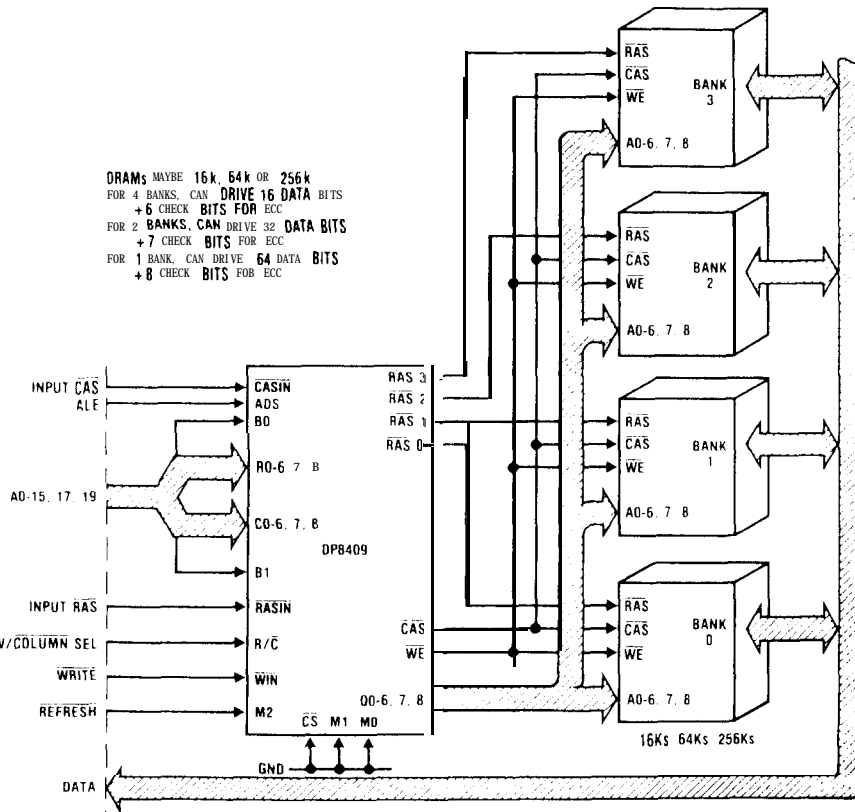 RAS
CAS
WE
BANK
3
A0-6, 7, 8
DRAMs MAYBE 16k, 64k OR 256k
FOR 4 BANKS, CAN DRIVE 16 DATA BITS
+6 CHECK BITS FOR ECC
FOR 2 BANKS, CAN DRIVE 32 DATA BITS
+7 CHECK BITS FOR ECC
FOR 1 BANK, CAN DRIVE 64 DATA BITS
+8 CHECK BITS FOB ECC
RAS
CAS
WE
BANK
2
A0-6, 7, 8
INPUT CAS
ALE
A0-15, 17, 19
INPUT RAS
/COLUMN SEL
WRITE
REFRESH
DATA
CASIN
ADS
B0
R0-6 7 B
C0-6, 7, 8
DP8409
B1
RASIN
R/C
WIN
M2
CS M1 M0
GND
RAS 3
RAS 2
RAS 1
RAS 0
CAS
WE
Q0-6, 7, 8
RAS
CAS
WE
BANK
1
A0-6, 7, 8
RAS
CAS
WE
BANK
0
A0-6, 7, 8
16Ks 64Ks 256Ks